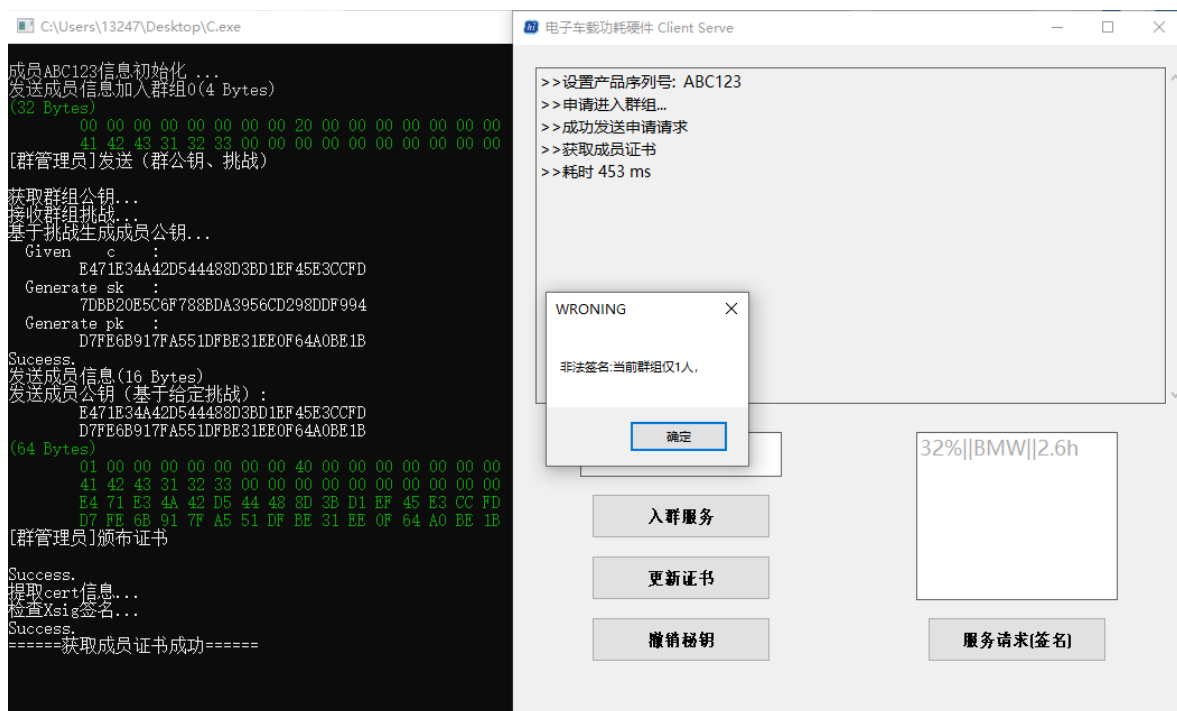 C:\Users\13247\Desktop\C.exe
成员ABC123信息初始化 ...
发送成员信息加入群组0(4 Bytes)
(32 Bytes)
00 00 00 00 00 00 00 00 20 00 00 00 00 00 00 00
41 42 43 31 32 33 00 00 00 00 00 00 00 00 00 00
[群管理员]发送（群公钥、挑战）
获取群组公钥...
接收群组挑战...
基于挑战生成成员公钥...
Given c :
E471E34A42D544488D3BD1EF45E3CCFD
Generate sk :
7DBB20E5C6F788BDA3956CD298DDF994
Generate pk :
D7FE6B917FA551DFBE31EE0F64A0BE1B
Suceess.
发送成员信息(16 Bytes)
发送成员公钥（基于给定挑战）:
E471E34A42D544488D3BD1EF45E3CCFD
D7FE6B917FA551DFBE31EE0F64A0BE1B
(64 Bytes)
01 00 00 00 00 00 00 00 40 00 00 00 00 00 00 00
41 42 43 31 32 33 00 00 00 00 00 00 00 00 00 00
E4 71 E3 4A 42 D5 44 48 8D 3B D1 EF 45 E3 CC FD
D7 FE 6B 91 7F A5 51 DF BE 31 EE 0F 64 A0 BE 1B
[群管理员]颁布证书
Success.
提取cert信息...
检查Xsig签名...
Success.
======获取成员证书成功======
电子车载功耗硬件 Client Serve
>>设置产品序列号: ABC123
>>申请进入群组...
>>成功发送申请请求
>>获取成员证书
>>耗时 453 ms
WRONING
非法签名:当前群组仅1人,
确定
32%||BMW||2.6h
入群服务
更新证书
撤销秘钥
服务请求(签名)